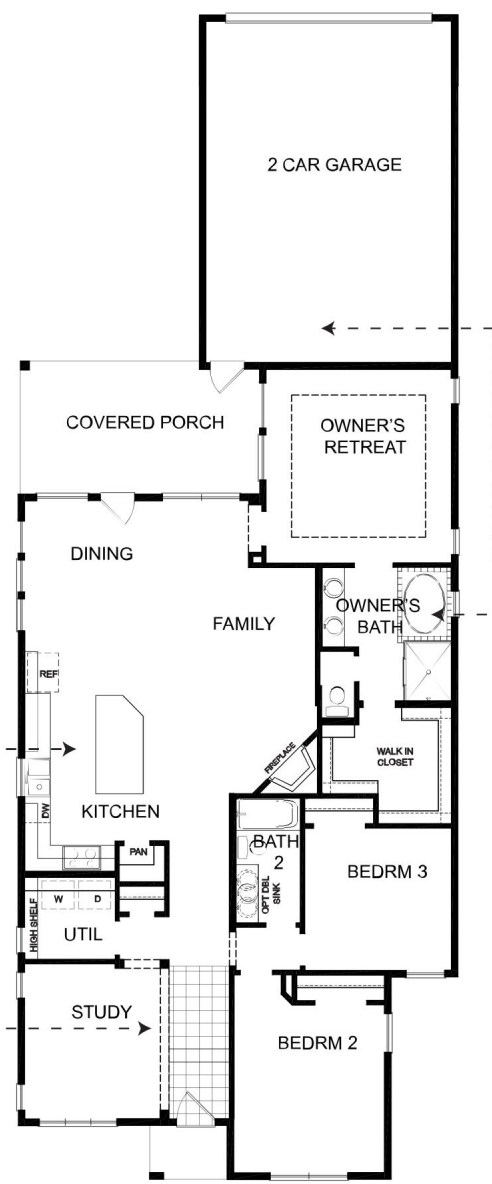 2 CAR GARAGE
COVERED PORCH
OWNER'S
RETREAT
DINING
OWNER'S
BATH
FAMILY
REF
FIREPLACE
WALK IN
CLOSET
DW
KITCHEN
PAN
BATH
2
OPT DBL
SINK
BEDRM 3
HIGH SHELF
W
D
UTIL
STUDY
BEDRM 2